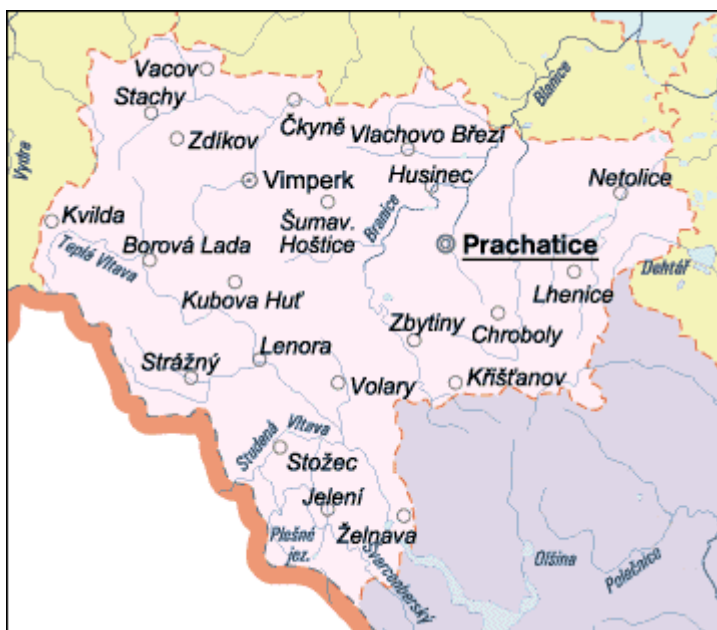 Vacov
Stachy
Čkyně
Blanice
Zdíkov
Vlachovo Březí
Vydra
Husinec
Netolice
Vimperk
Kvilda
Šumav.
Hoštice
Branice
Prachatice
Teplá Vltava
Borová Lada
Dehtář
Lhenice
Kubova Huť
Chroboly
Zbytiny
Lenora
Strážný
Volary
Křišťanov
Studená Vltava
Stožec
Jelení
Želnava
Plešné
jez.
Švarcenberský
Olšina
Polečnice